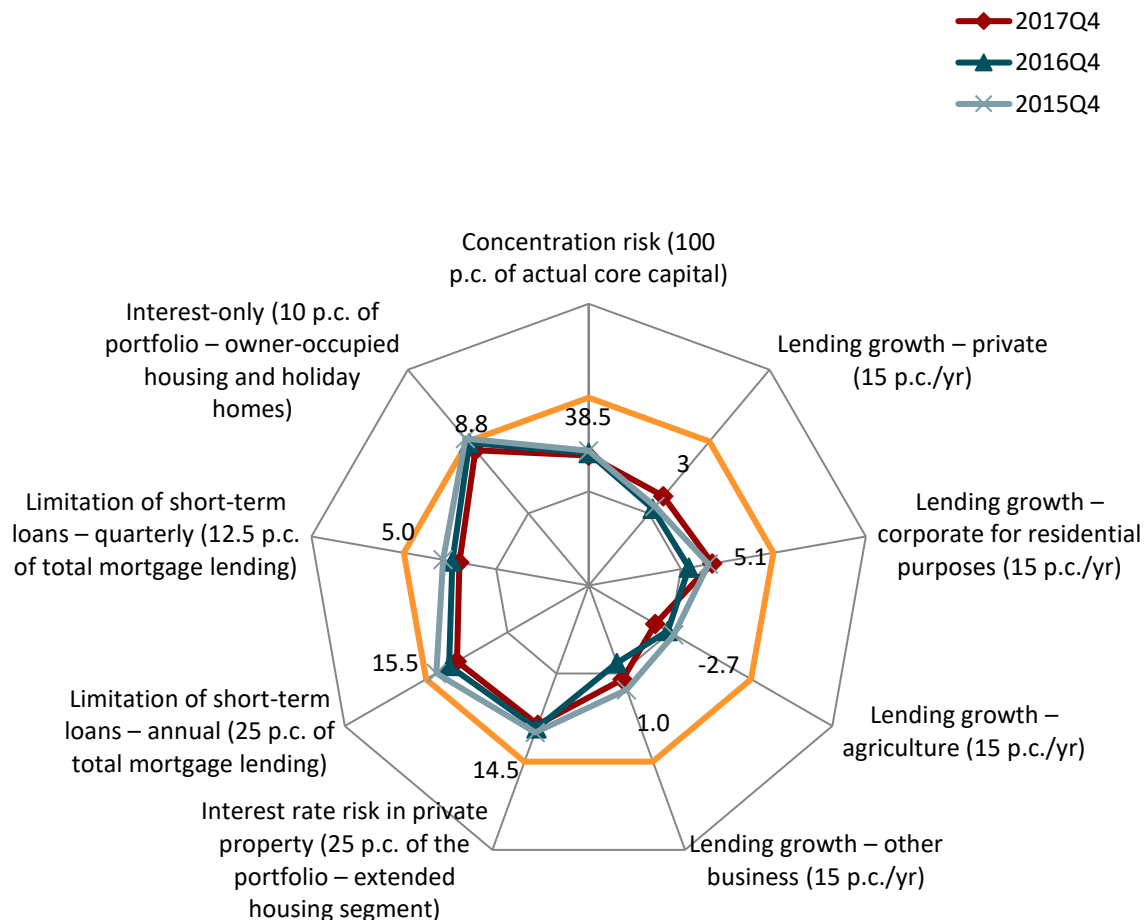 2017Q4
2016Q4
2015Q4
Concentration risk (100
p.c. of actual core capital)
Interest-only (10 p.c. of
portfolio – owner-occupied
housing and holiday
homes)
Lending growth – private
(15 p.c./yr)
8.8
38.5
3
Limitation of short-term
loans – quarterly (12.5 p.c.
of total mortgage lending)
5.0
5.1
Lending growth –
corporate for residential
purposes (15 p.c./yr)
15.5
-2.7
Limitation of short-term
loans – annual (25 p.c. of
total mortgage lending)
Lending growth –
agriculture (15 p.c./yr)
14.5
1.0
Interest rate risk in private
property (25 p.c. of the
portfolio – extended
housing segment)
Lending growth – other
business (15 p.c./yr)